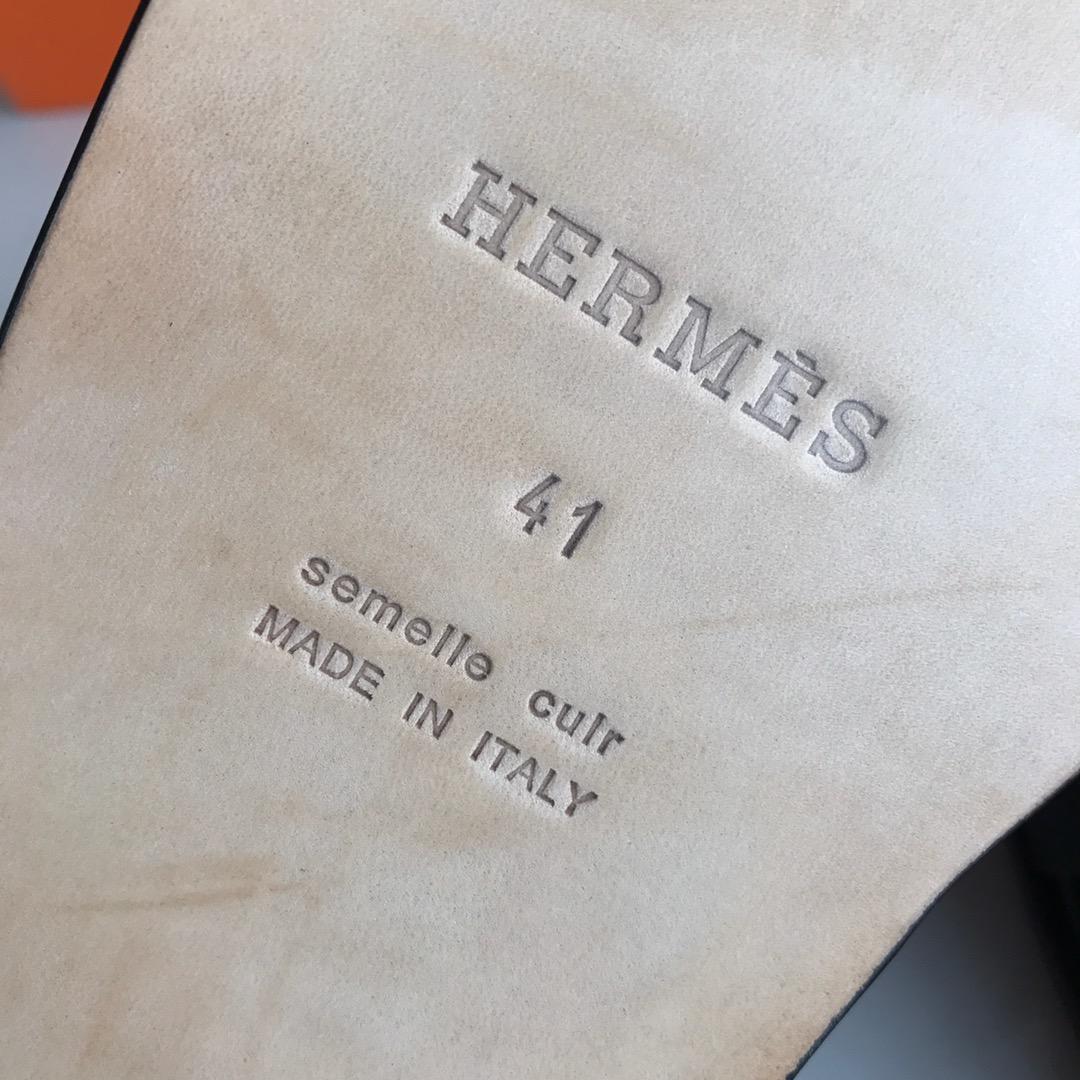 HERMÈS
41
semelle cuir
MADE IN ITALY